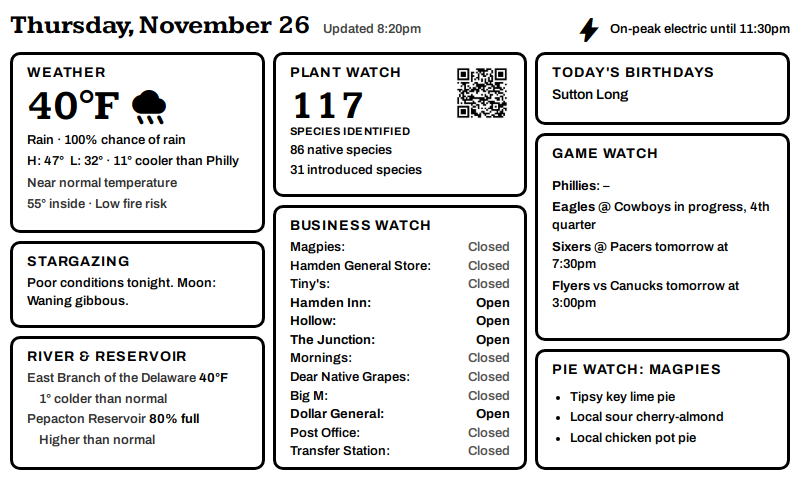 Thursday, November 26 Updated 8:20pm
On-peak electric until 11:30pm
WEATHER
40°F
Rain · 100% chance of rain
H: 47° L: 32° · 11° cooler than Philly
Near normal temperature
55° inside · Low fire risk
STARGAZING
Poor conditions tonight. Moon:
Waning gibbous.
RIVER & RESERVOIR
East Branch of the Delaware 40°F
1° colder than normal
Pepacton Reservoir 80% full
Higher than normal
PLANT WATCH
117
SPECIES IDENTIFIED
86 native species
31 introduced species
BUSINESS WATCH
Magpies: Closed
Hamden General Store: Closed
Tiny's: Closed
Hamden Inn: Open
Hollow: Open
The Junction: Open
Mornings: Closed
Dear Native Grapes: Closed
Big M: Closed
Dollar General: Open
Post Office: Closed
Transfer Station: Closed
TODAY'S BIRTHDAYS
Sutton Long
GAME WATCH
Phillies: –
Eagles @ Cowboys in progress, 4th
quarter
Sixers @ Pacers tomorrow at
7:30pm
Flyers vs Canucks tomorrow at
3:00pm
PIE WATCH: MAGPIES
• Tipsy key lime pie
• Local sour cherry-almond
• Local chicken pot pie